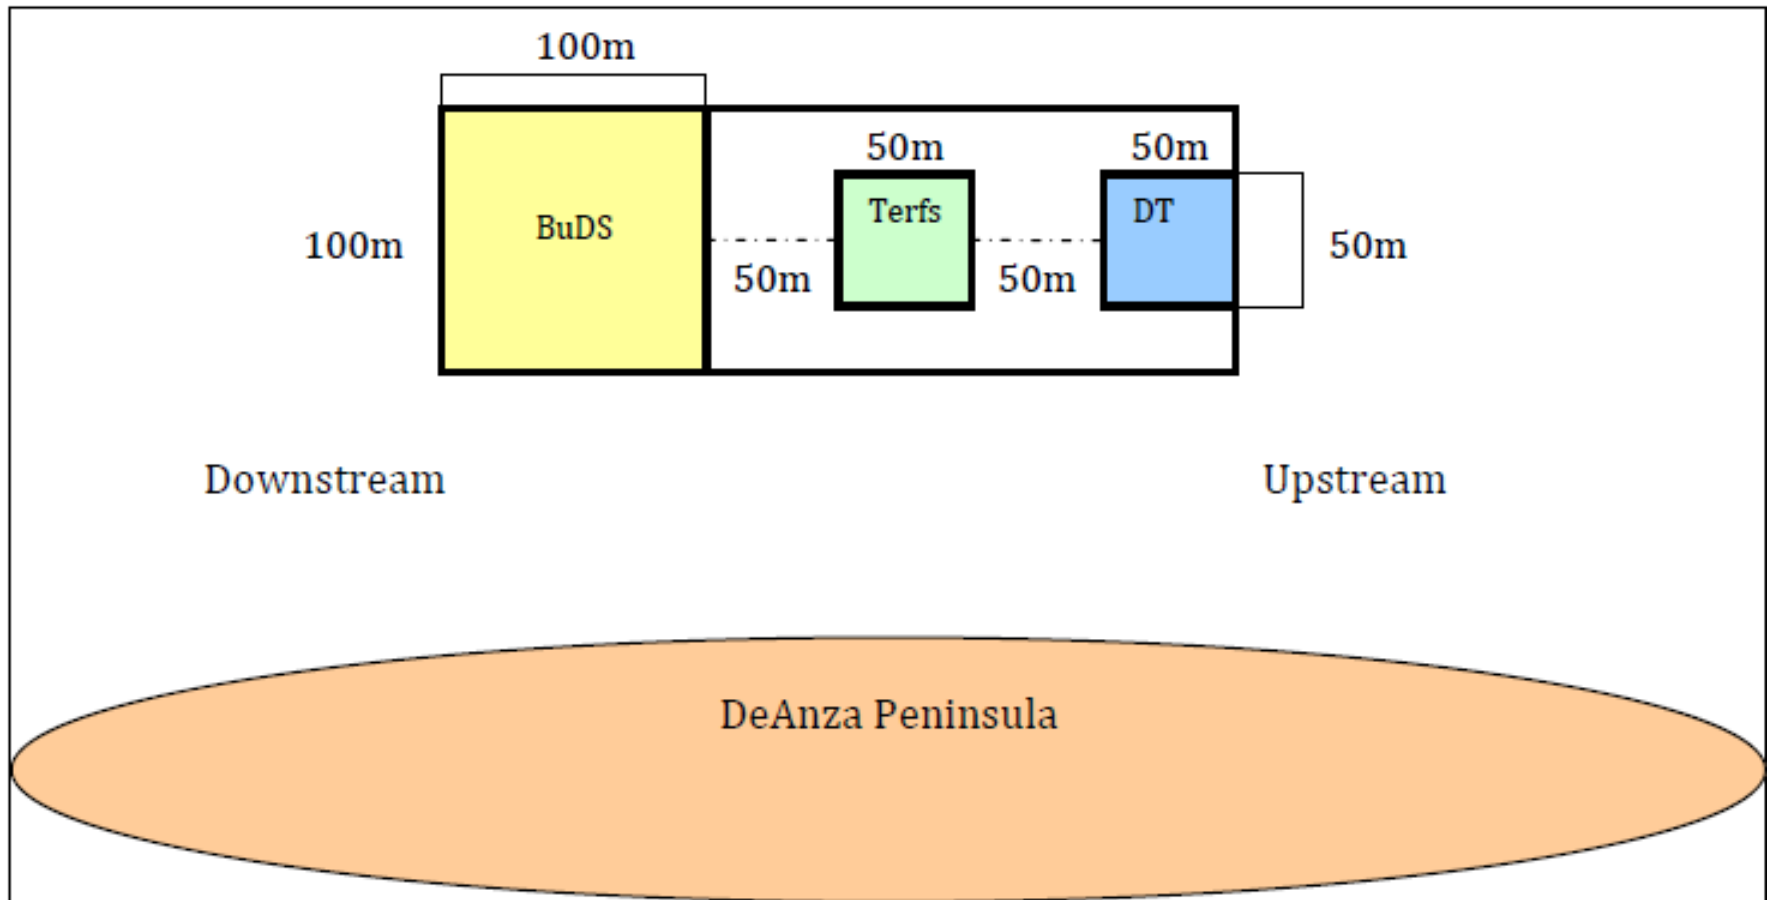 100m
50m 50m
Terfs DT
BuDS
100m 50m
50m 50m
Downstream Upstream
DeAnza Peninsula